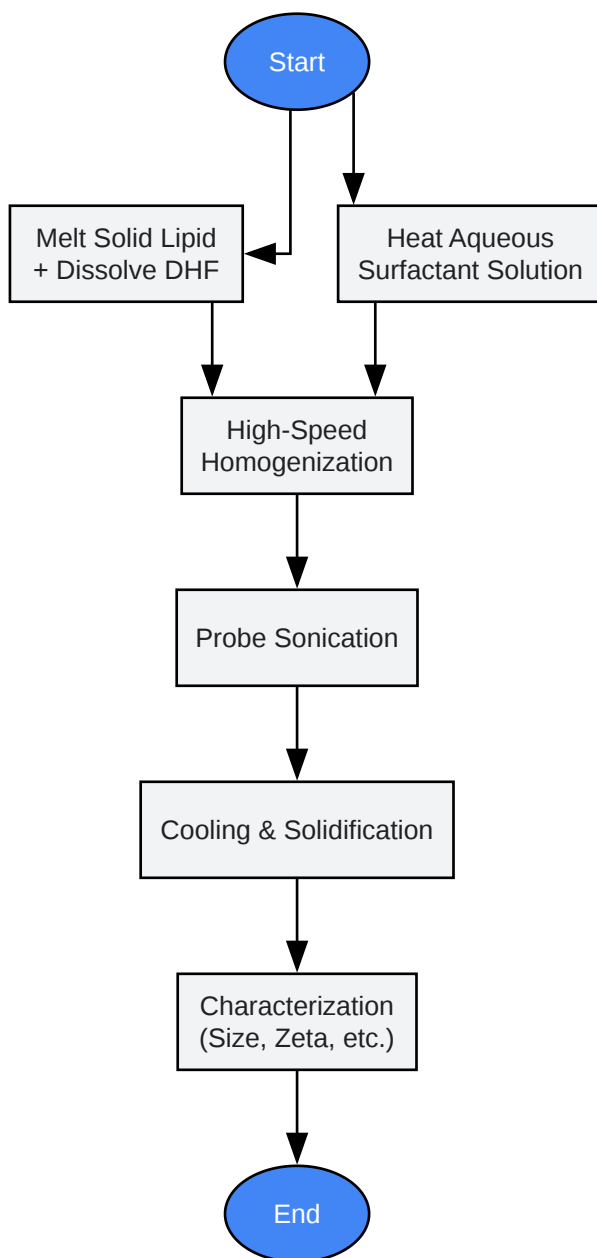 Start
Melt Solid Lipid
+ Dissolve DHF
Heat Aqueous
Surfactant Solution
High-Speed
Homogenization
Probe Sonication
Cooling & Solidification
Characterization
(Size, Zeta, etc.)
End